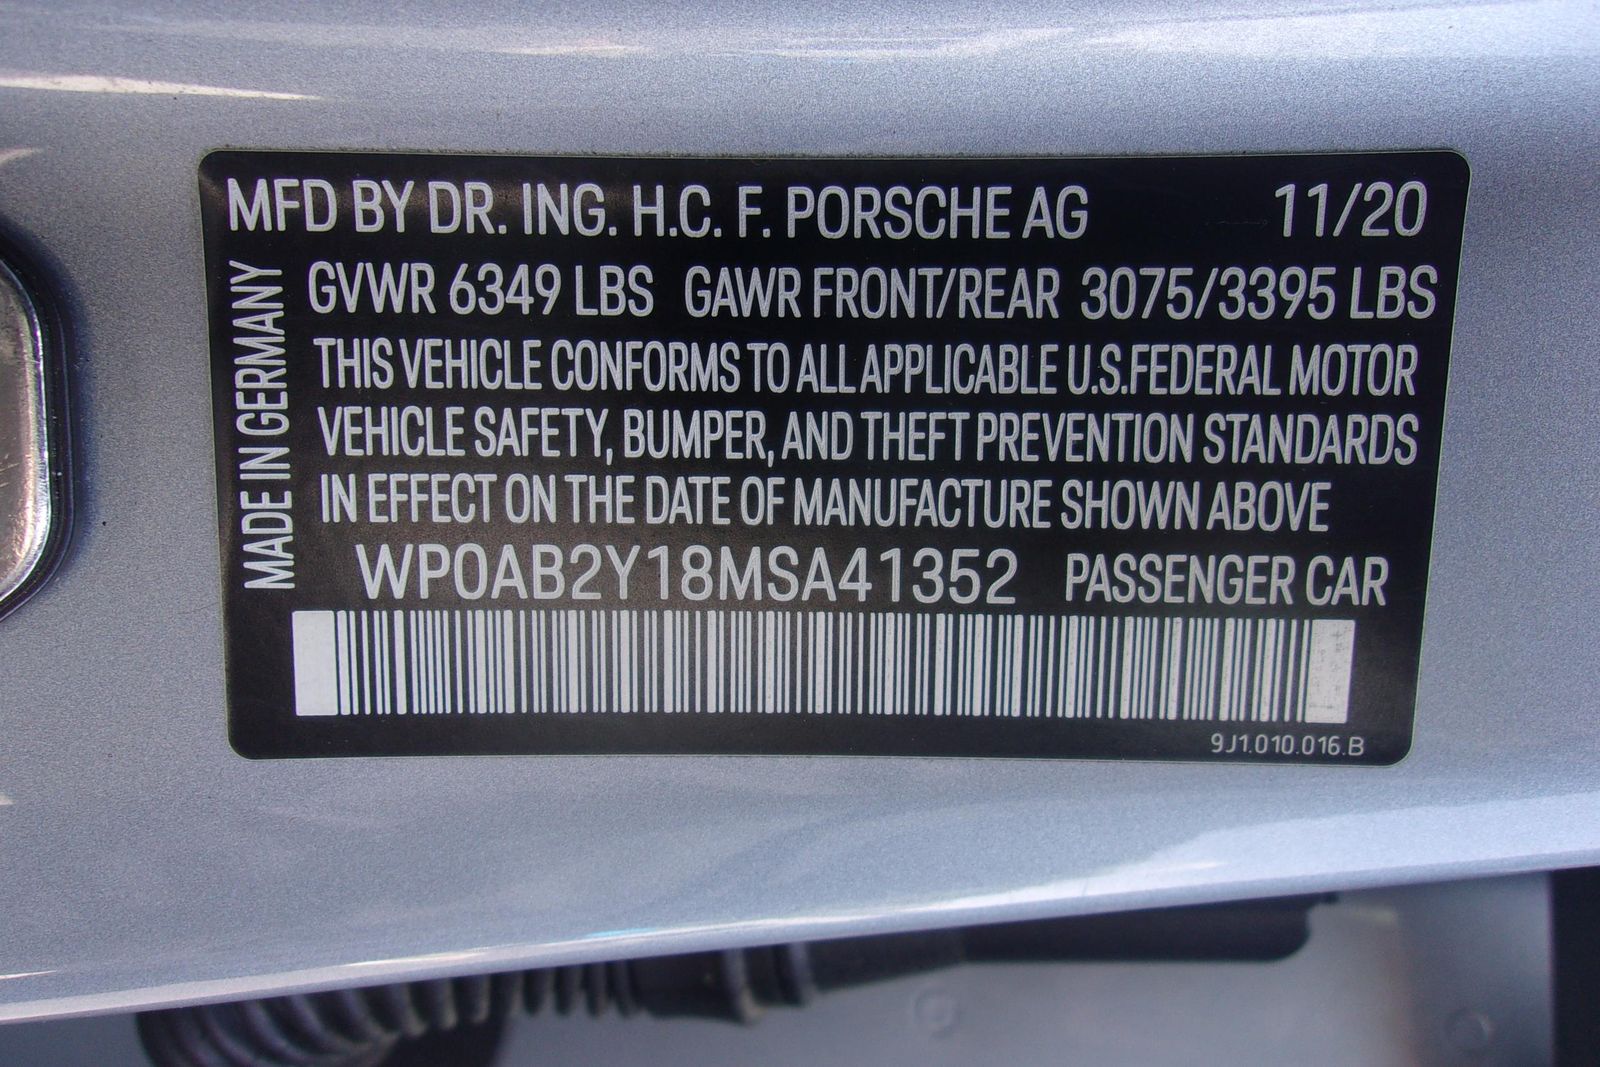 MFD BY DR. ING. H.C. F. PORSCHE AG 11/20
GVWR 6349 LBS GAWR FRONT/REAR 3075/3395 LBS
THIS VEHICLE CONFORMS TO ALL APPLICABLE U.S.FEDERAL MOTOR
VEHICLE SAFETY, BUMPER, AND THEFT PREVENTION STANDARDS
IN EFFECT ON THE DATE OF MANUFACTURE SHOWN ABOVE
WP0AB2Y18MSA41352 PASSENGER CAR
MADE IN GERMANY
9J1.010.016.B